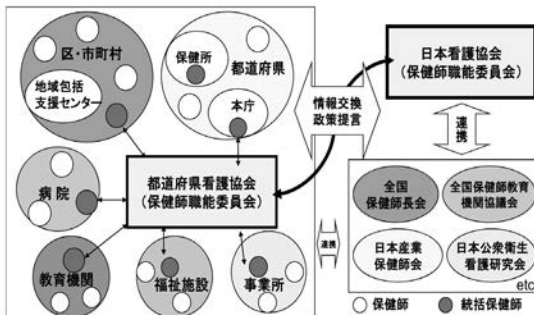 区・市町村
地域包括
支援センター
保健所
都道府県
本庁
情報交換
政策提言
日本看護協会
(保健師職能委員会)
連携
病院
都道府県看護協会
(保健師職能委員会)
全国
保健師長会
全国保健師教育
機関協議会
日本産業
保健師会
日本公衆衛生
看護研究会
etc
連携
教育機関
福祉施設
事業所
保健師
統括保健師